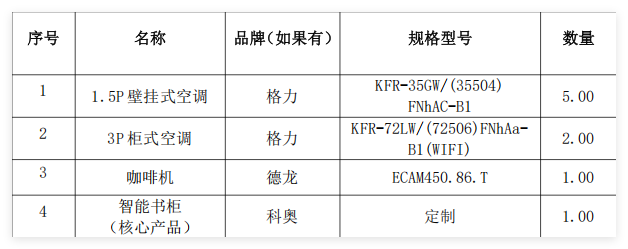 序号 名称 品牌（如果有） 规格型号 数量
1 1.5P壁挂式空调 格力 KFR-35GW/(35504)
FNhAC-B1 5.00
2 3P柜式空调 格力 KFR-72LW/(72506)FNhAa-
B1(WIFI) 2.00
3 咖啡机 德龙 ECAM450.86.T 1.00
4 智能书柜
（核心产品） 科奥 定制 1.00